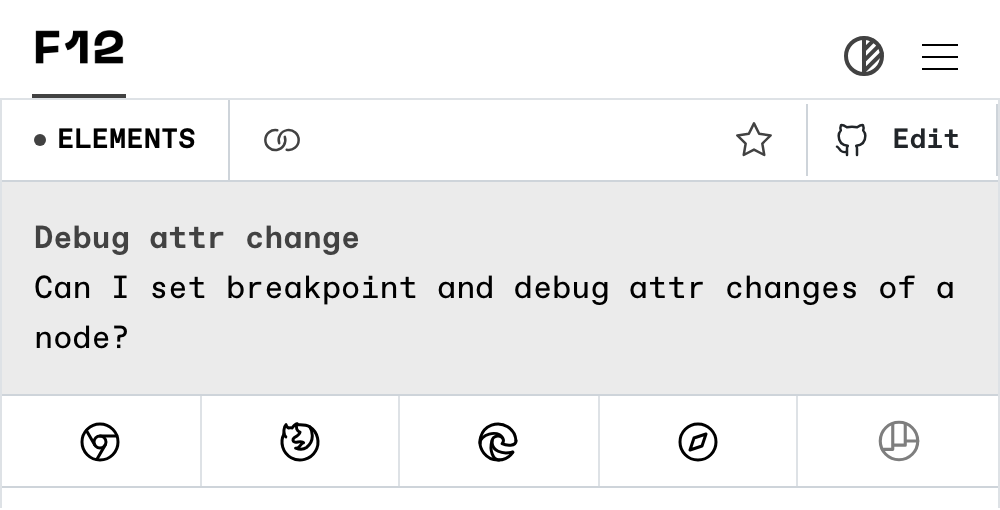 F12
ELEMENTS
Edit
Debug attr change
Can I set breakpoint and debug attr changes of a
node?